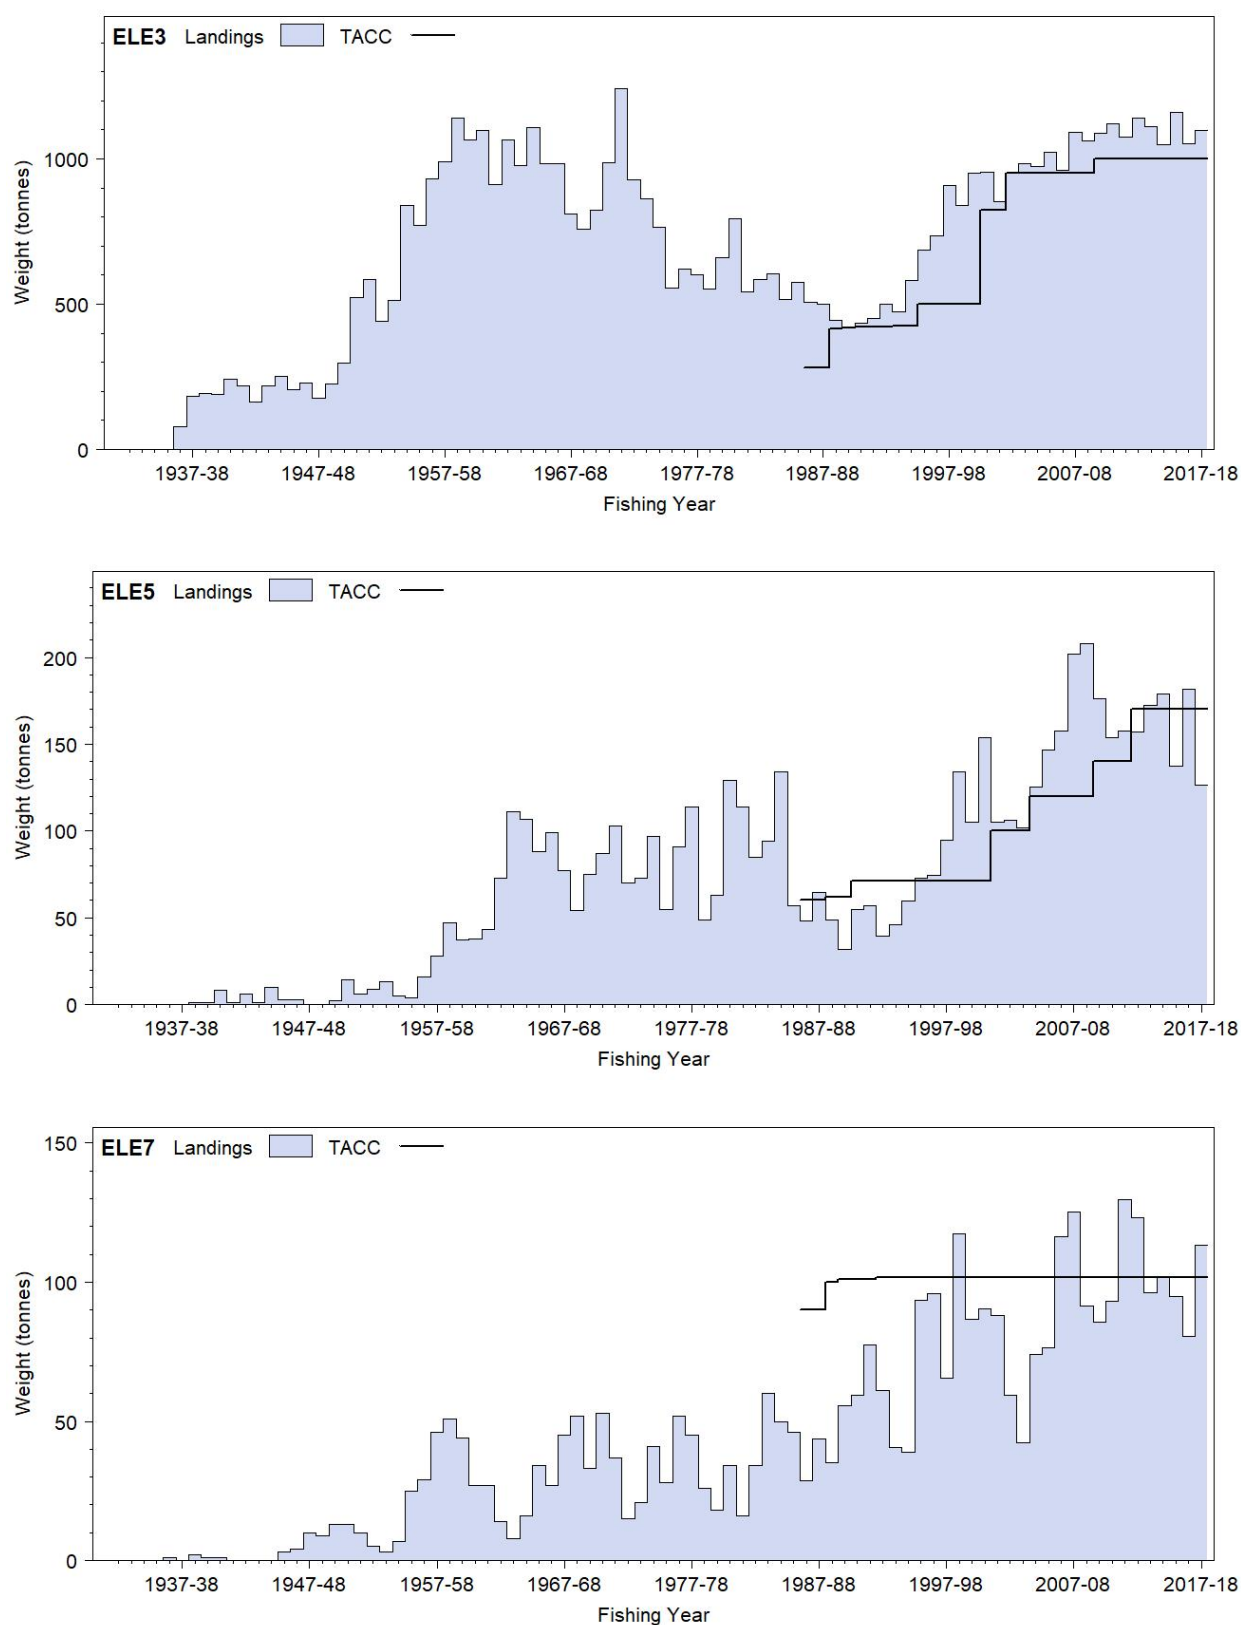 ELE3 Landings TACC
Weight (tonnes)
1000
500
0
1937-38 1947-48 1957-58 1967-68 1977-78 1987-88 1997-98 2007-08 2017-18
Fishing Year
ELE5 Landings TACC
Weight (tonnes)
200
150
100
50
0
1937-38 1947-48 1957-58 1967-68 1977-78 1987-88 1997-98 2007-08 2017-18
Fishing Year
ELE7 Landings TACC
Weight (tonnes)
150
100
50
0
1937-38 1947-48 1957-58 1967-68 1977-78 1987-88 1997-98 2007-08 2017-18
Fishing Year